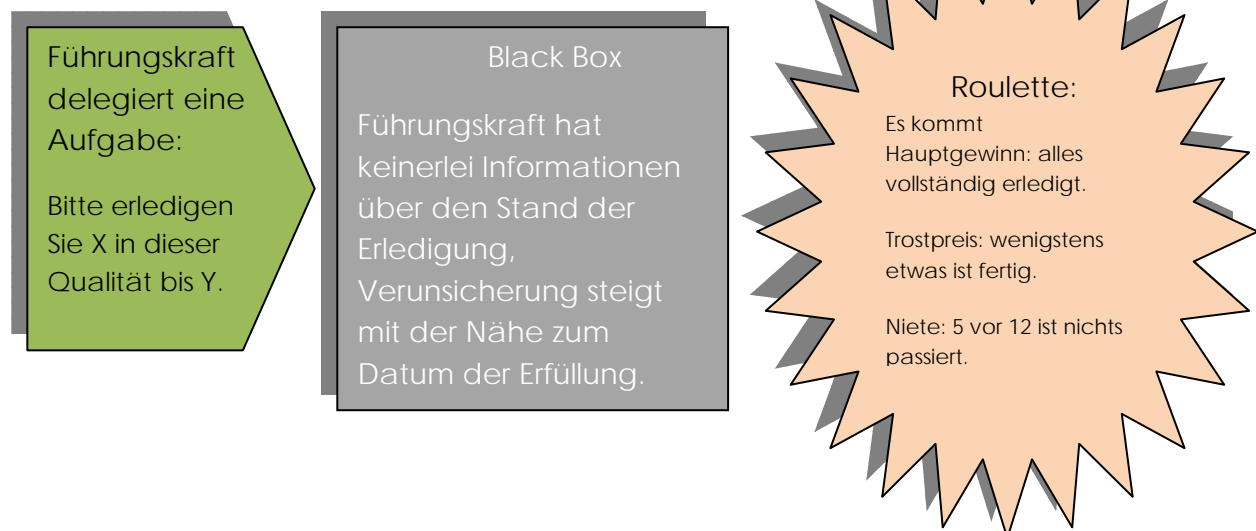 Führungskraft
delegiert eine
Aufgabe:
Bitte erledigen
Sie X in dieser
Qualität bis Y.
Black Box
Führungskraft hat
keinerlei Informationen
über den Stand der
Erledigung,
Verunsicherung steigt
mit der Nähe zum
Datum der Erfüllung.
Roulette:
Es kommt
Hauptgewinn: alles
vollständig erledigt.
Trostpreis: wenigstens
etwas ist fertig.
Niete: 5 vor 12 ist nichts
passiert.